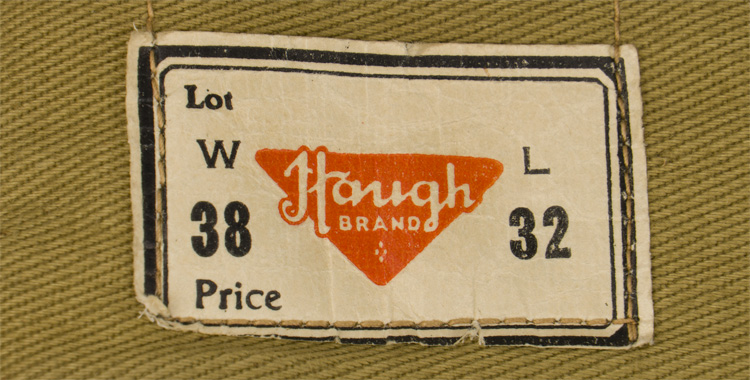 Lot
W L
Haugh
BRAND
38 32
Price